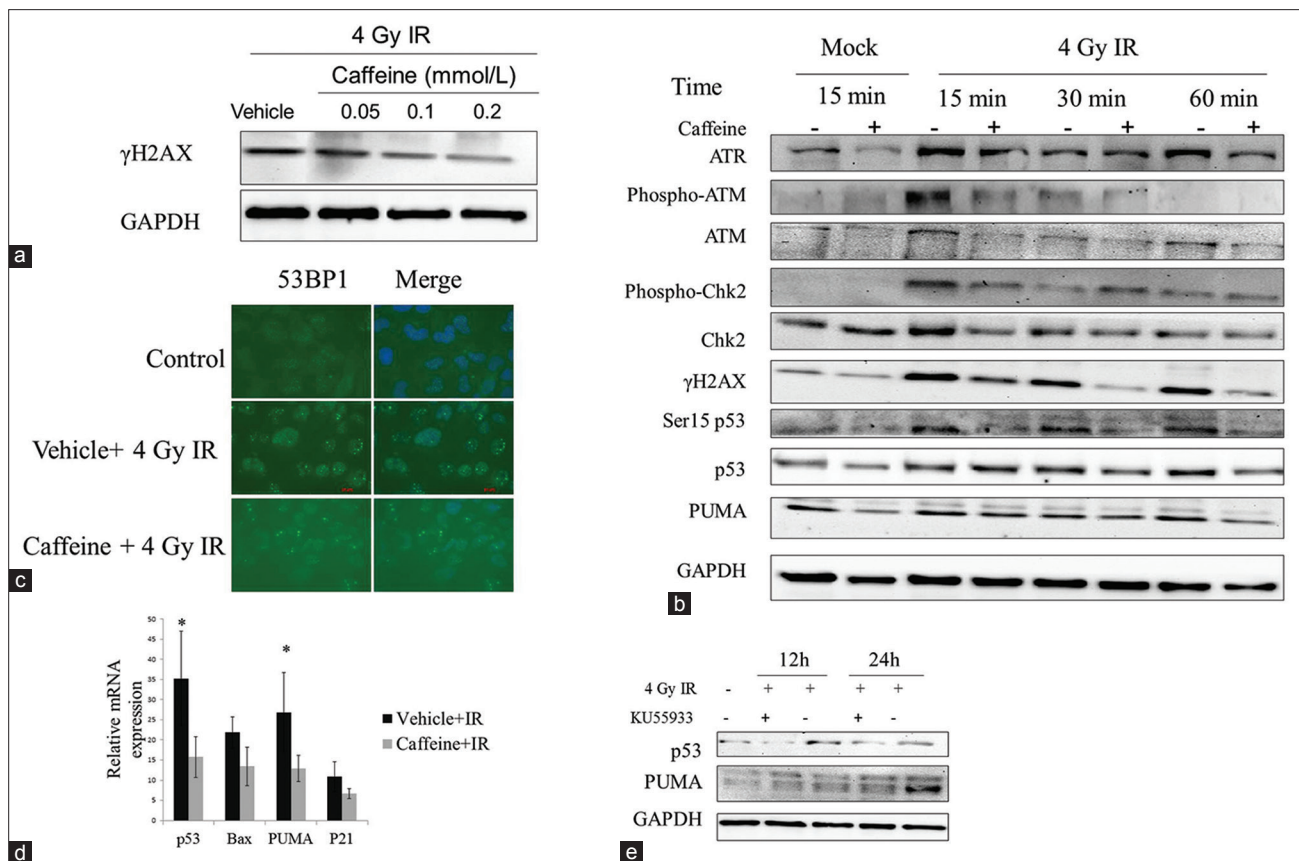 4 Gy IR
Caffeine (mmol/L)
Vehicle 0.05 0.1 0.2
γH2AX
GAPDH
a
Mock 4 Gy IR
Time 15 min 15 min 30 min 60 min
Caffeine - + - + - + - +
ATR
Phospho-ATM
ATM
Phospho-Chk2
Chk2
γH2AX
Ser15 p53
p53
PUMA
GAPDH
b
53BP1 Merge
Control
Vehicle+ 4 Gy IR
Caffeine + 4 Gy IR
c
Relative mRNA
expression
50
45
40
35
30
25
20
15
10
5
0
* *
Vehicle+IR
Caffeine+IR
p53 Bax PUMA P21
d
12h 24h
4 Gy IR - + + + +
KU55933 - + - + -
p53
PUMA
GAPDH
e